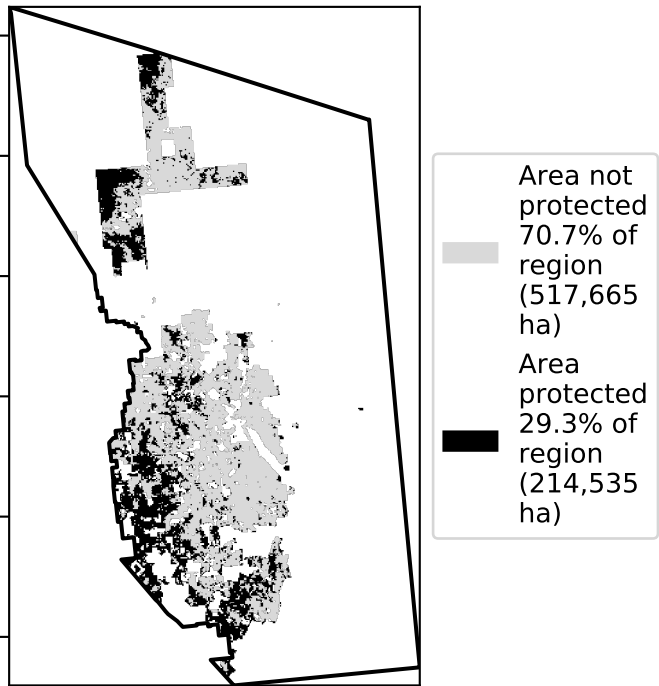 Area not
protected
70.7% of
region
(517,665
ha)
Area
protected
29.3% of
region
(214,535
ha)